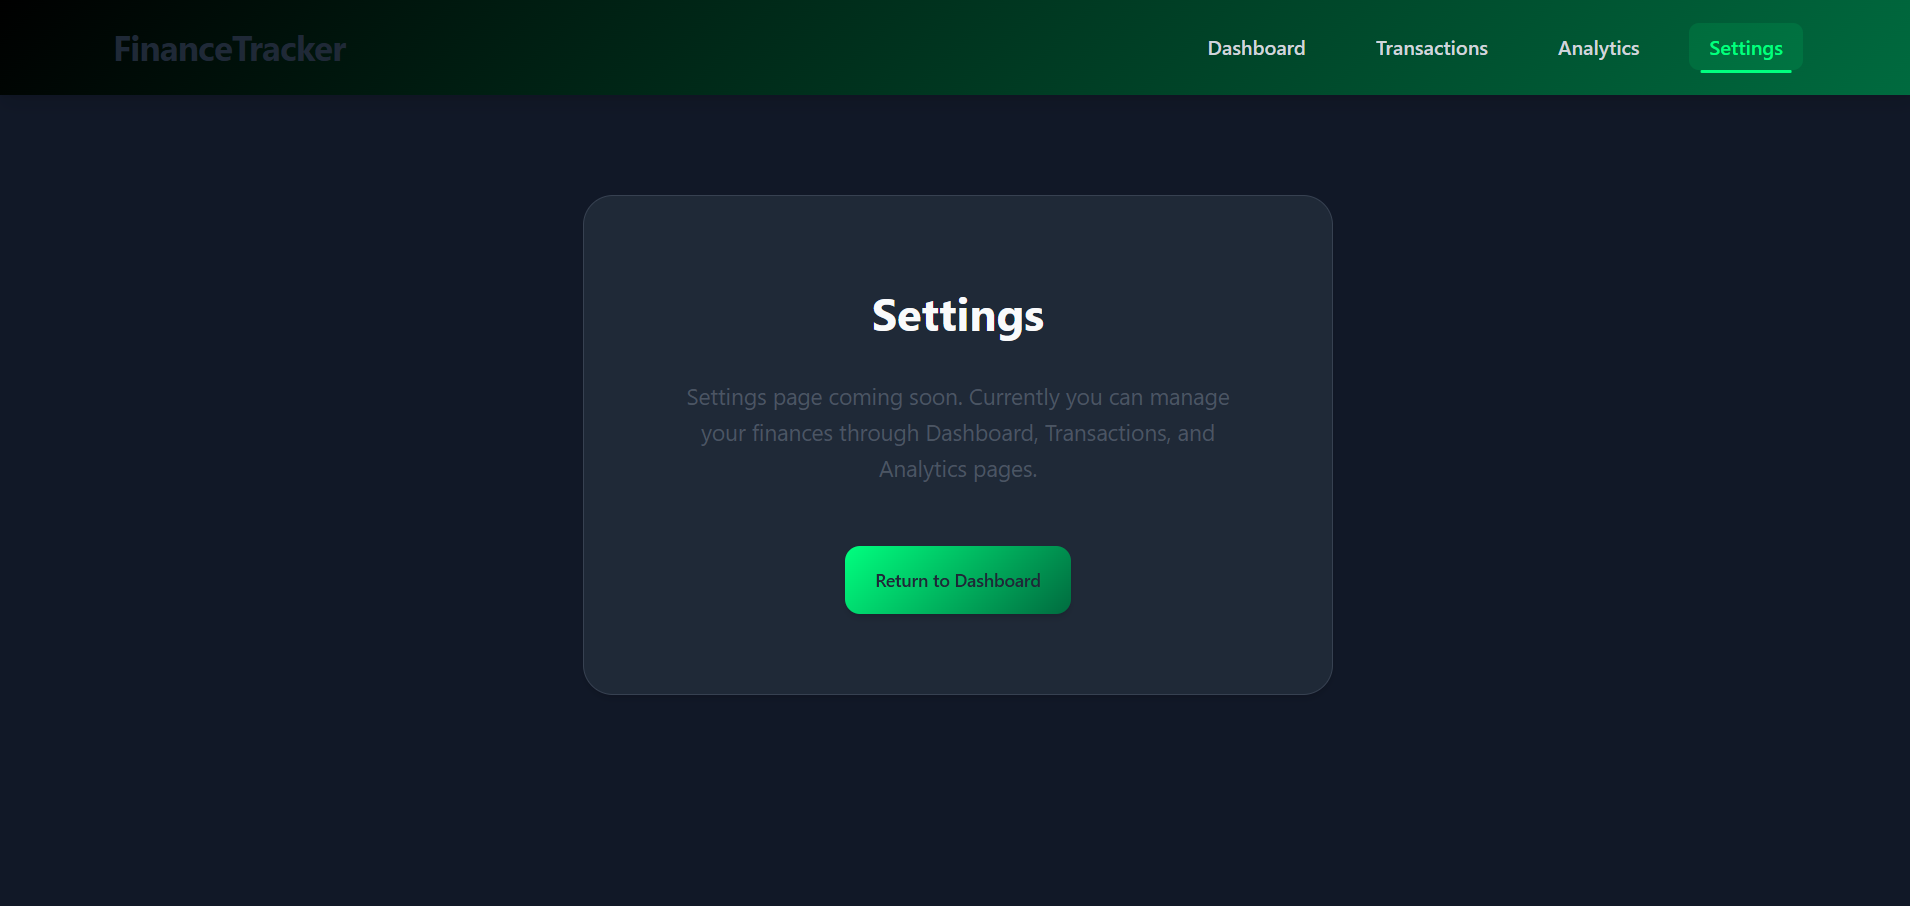 FinanceTracker
Dashboard
Transactions
Analytics
Settings
Settings
Settings page coming soon. Currently you can manage
your finances through Dashboard, Transactions, and
Analytics pages.
Return to Dashboard